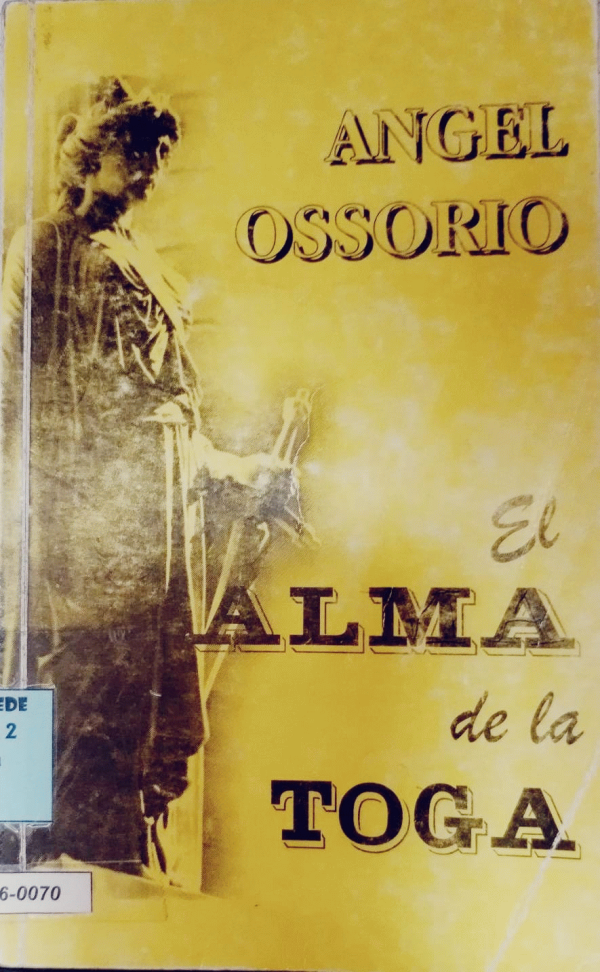 ANGEL
OSSORIO
El
ALMA
de la
TOGA
EDE
2
6-0070